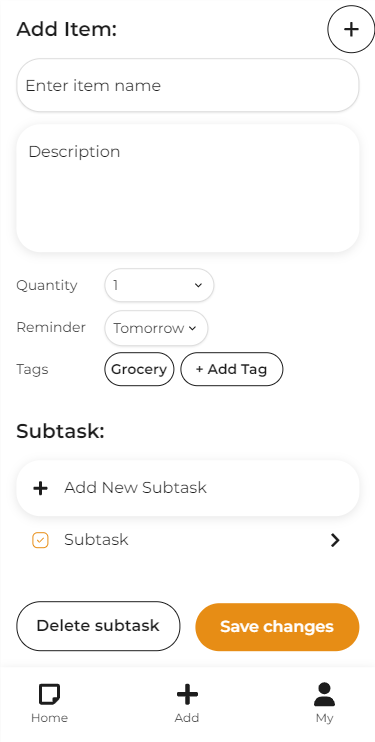 Add Item:
Enter item name
Description
Quantity 1
Reminder Tomorrow
Tags Grocery + Add Tag
Subtask:
Add New Subtask
Subtask
Delete subtask Save changes
Home Add My